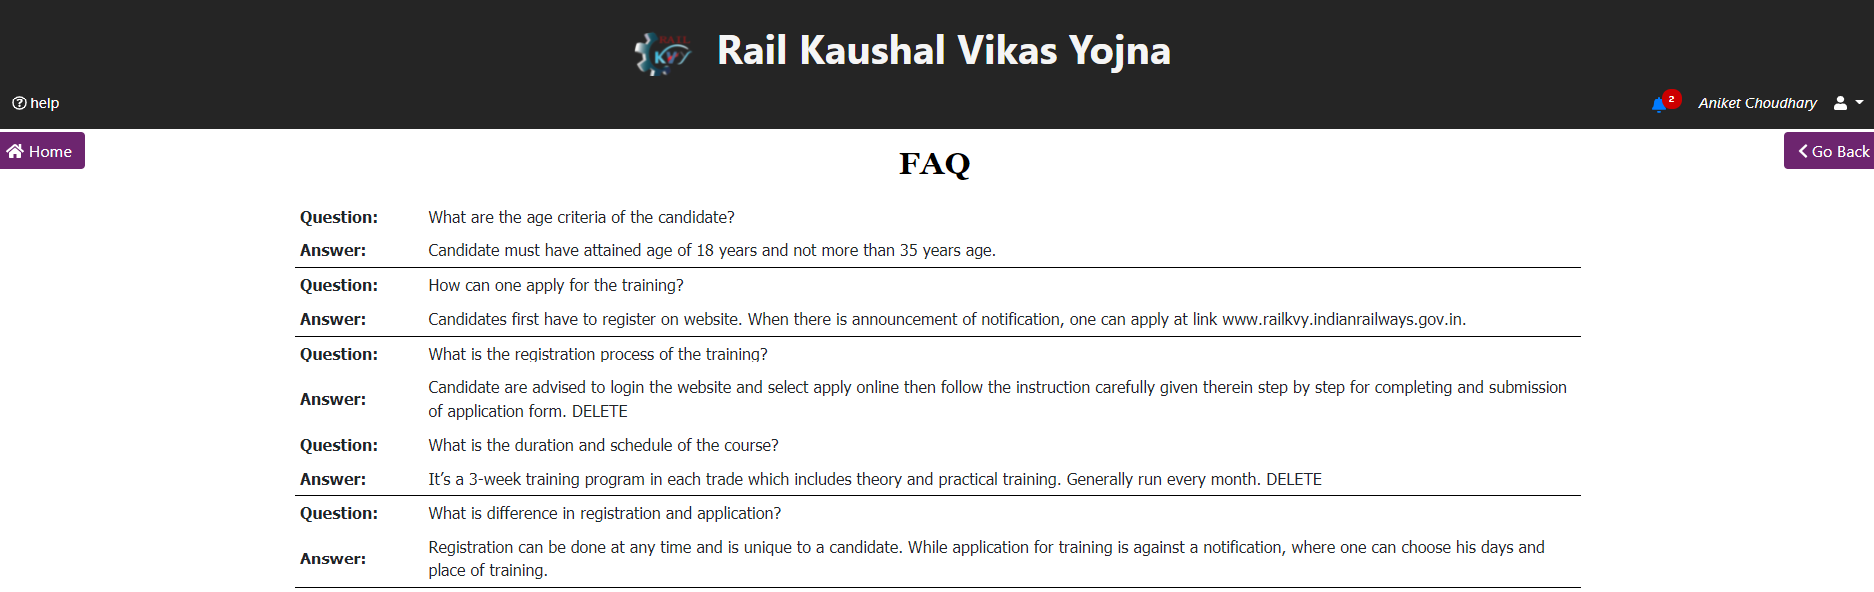 RAIL
KVY
Rail Kaushal Vikas Yojna
help
2
Aniket Choudhary
Home
Go Back
FAQ
Question: What are the age criteria of the candidate?
Answer: Candidate must have attained age of 18 years and not more than 35 years age.
Question: How can one apply for the training?
Answer: Candidates first have to register on website. When there is announcement of notification, one can apply at link www.railkvy.indianrailways.gov.in.
Question: What is the registration process of the training?
Answer: Candidate are advised to login the website and select apply online then follow the instruction carefully given therein step by step for completing and submission
of application form. DELETE
Question: What is the duration and schedule of the course?
Answer: It’s a 3-week training program in each trade which includes theory and practical training. Generally run every month. DELETE
Question: What is difference in registration and application?
Answer: Registration can be done at any time and is unique to a candidate. While application for training is against a notification, where one can choose his days and
place of training.